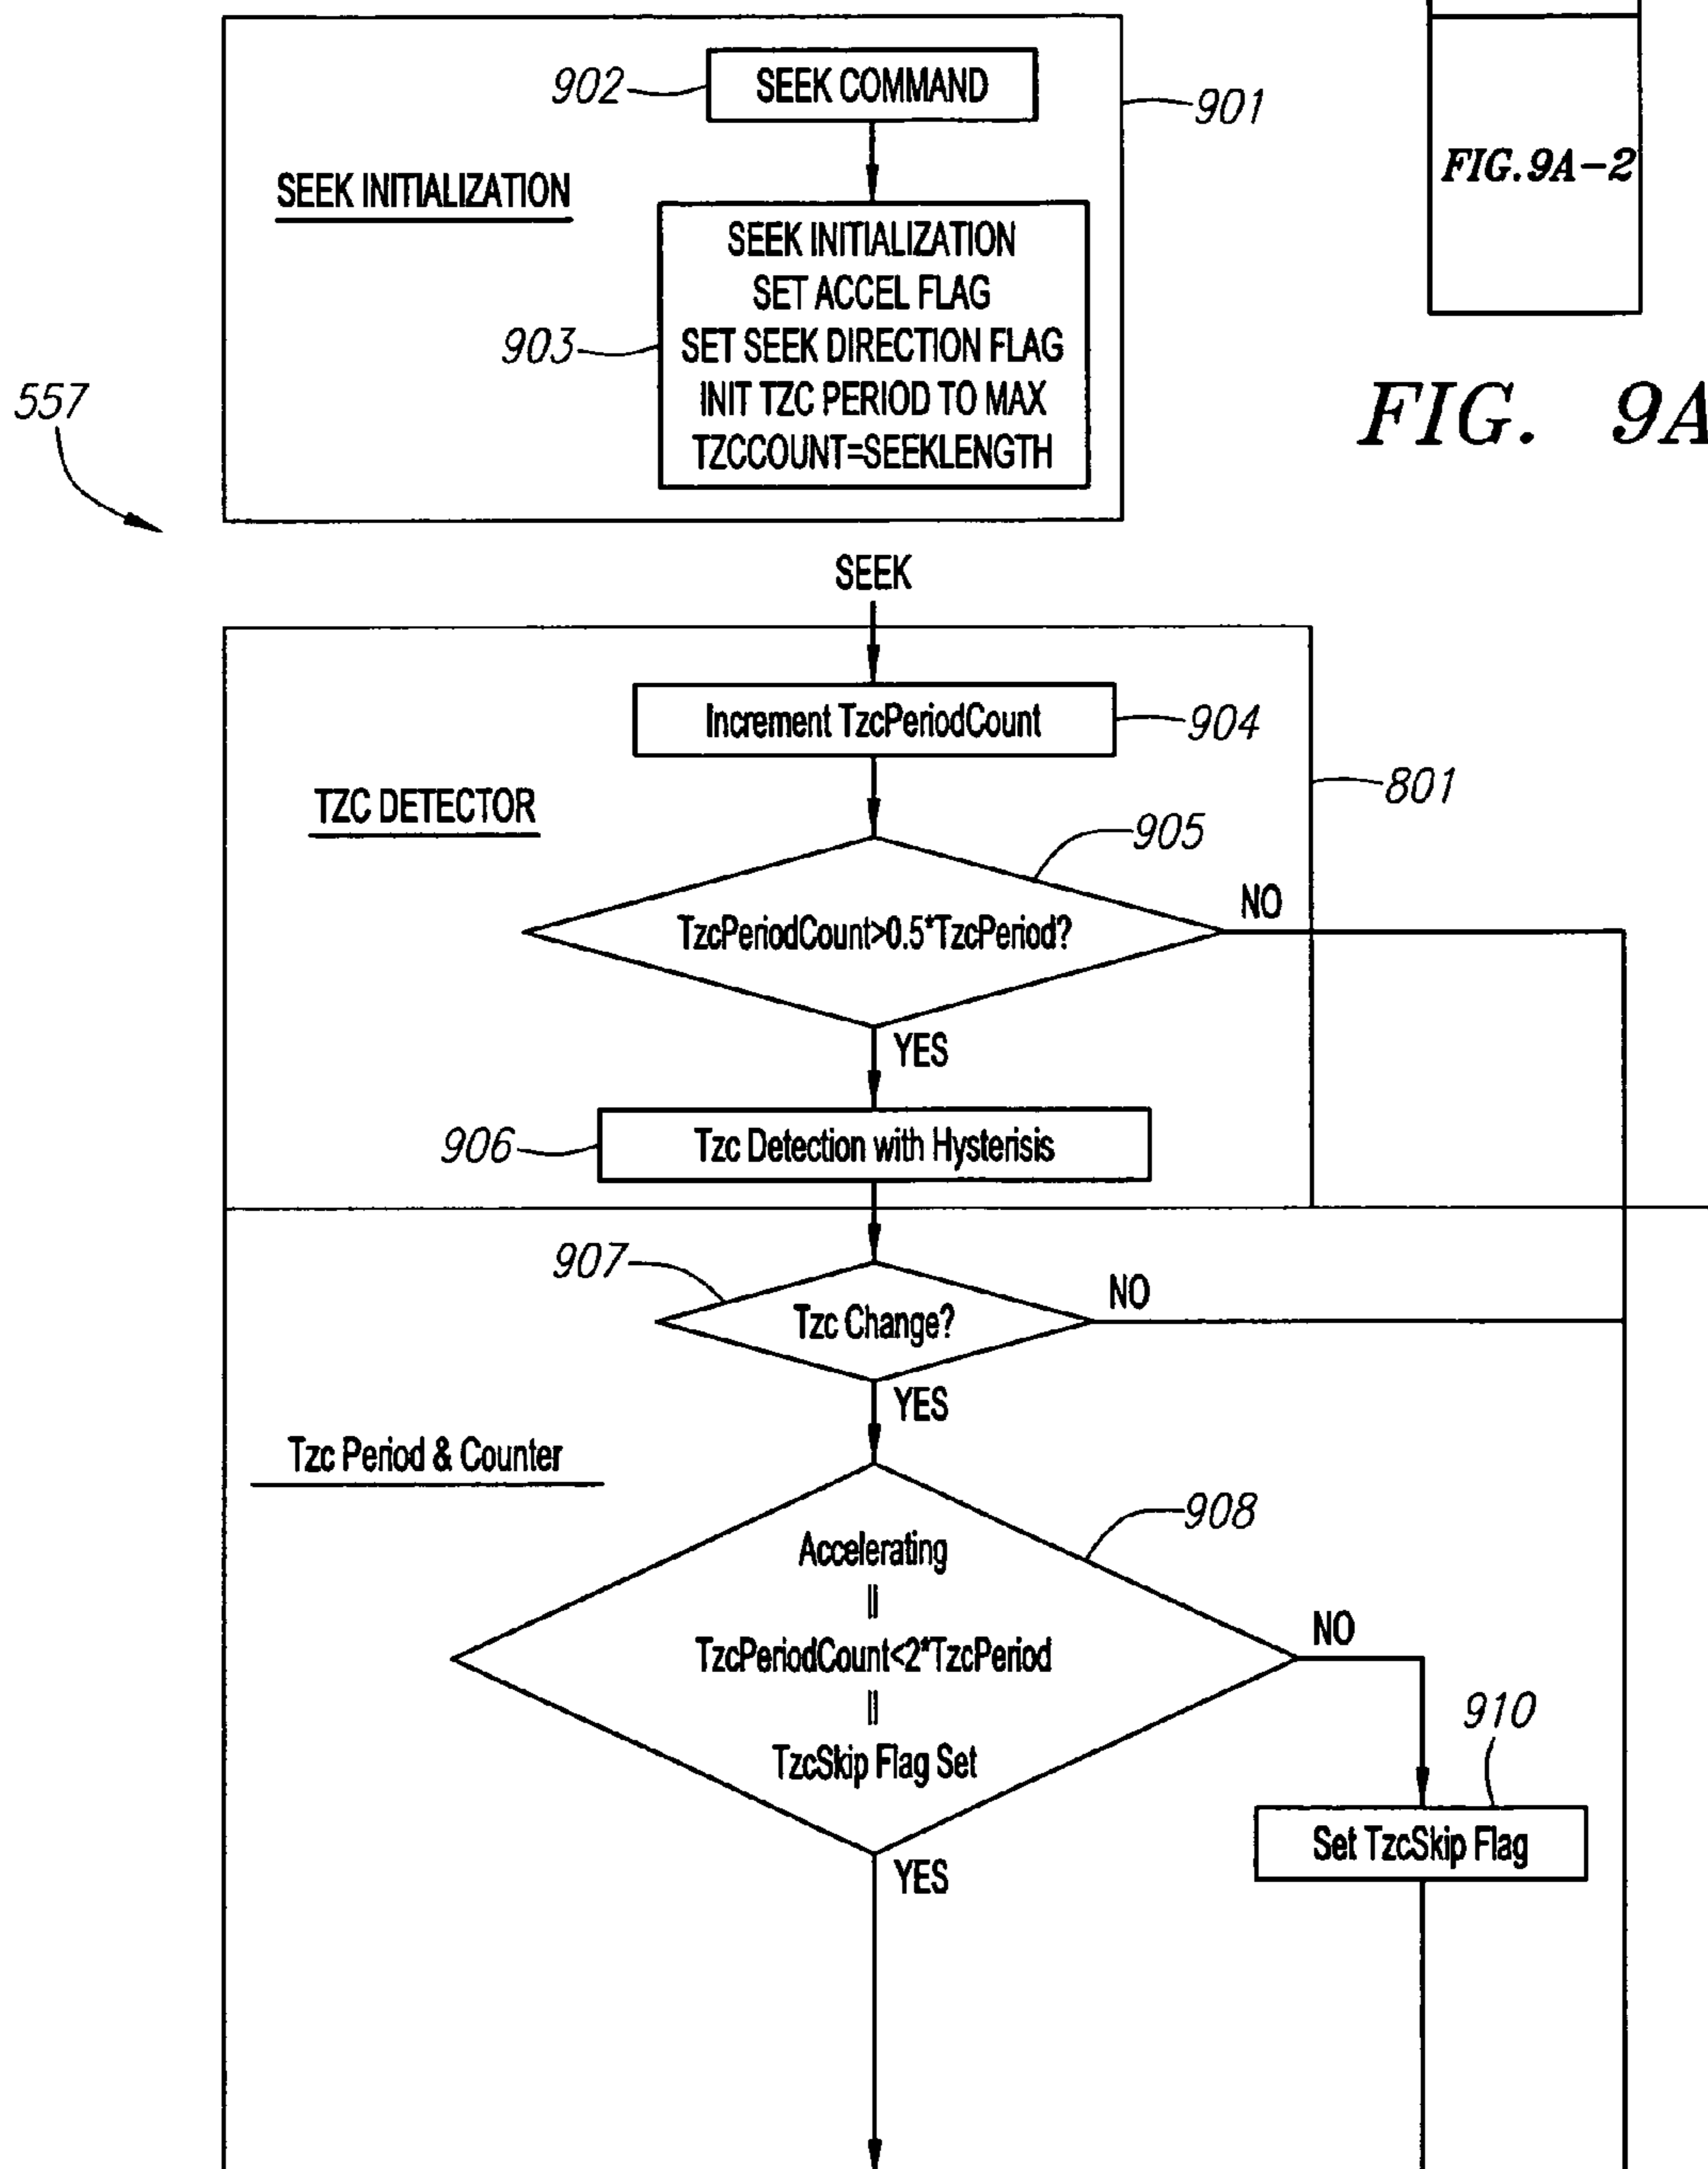 902
SEEK COMMAND
901
SEEK INITIALIZATION
903
SEEK INITIALIZATION
SET ACCEL FLAG
SET SEEK DIRECTION FLAG
INIT TZC PERIOD TO MAX
TZCCOUNT=SEEKLENGTH
FIG.9A-2
FIG. 9A
557
SEEK
Increment TzcPeriodCount
904
TZC DETECTOR
801
905
TzcPeriodCount>0.5*TzcPeriod?
NO
YES
906
Tzc Detection with Hysterisis
907
Tzc Change?
NO
YES
Tzc Period & Counter
908
Accelerating
||
TzcPeriodCount<2*TzcPeriod
||
TzcSkip Flag Set
NO
910
Set TzcSkip Flag
YES